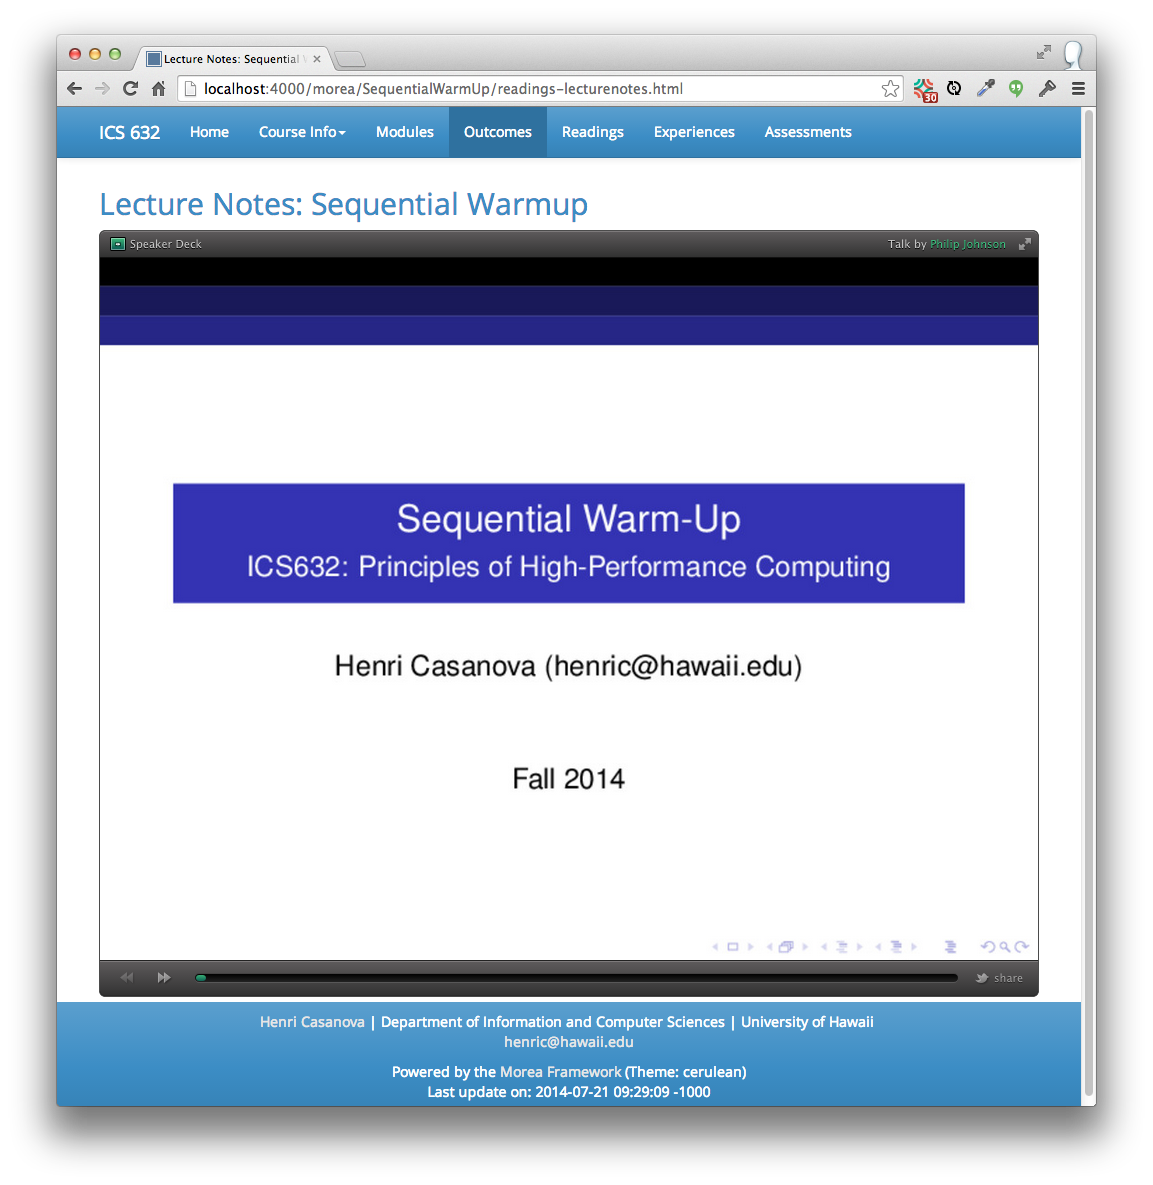 Lecture Notes: Sequential
localhost:4000/morea/SequentialWarmUp/readings-lecturenotes.html
30
ICS 632 Home Course Info Modules Outcomes Readings Experiences Assessments
Lecture Notes: Sequential Warmup
Speaker Deck Talk by Philip Johnson
Sequential Warm-Up
ICS632: Principles of High-Performance Computing
Henri Casanova (henric@hawaii.edu)
Fall 2014
share
Henri Casanova | Department of Information and Computer Sciences | University of Hawaii
henric@hawaii.edu
Powered by the Morea Framework (Theme: cerulean)
Last update on: 2014-07-21 09:29:09 -1000